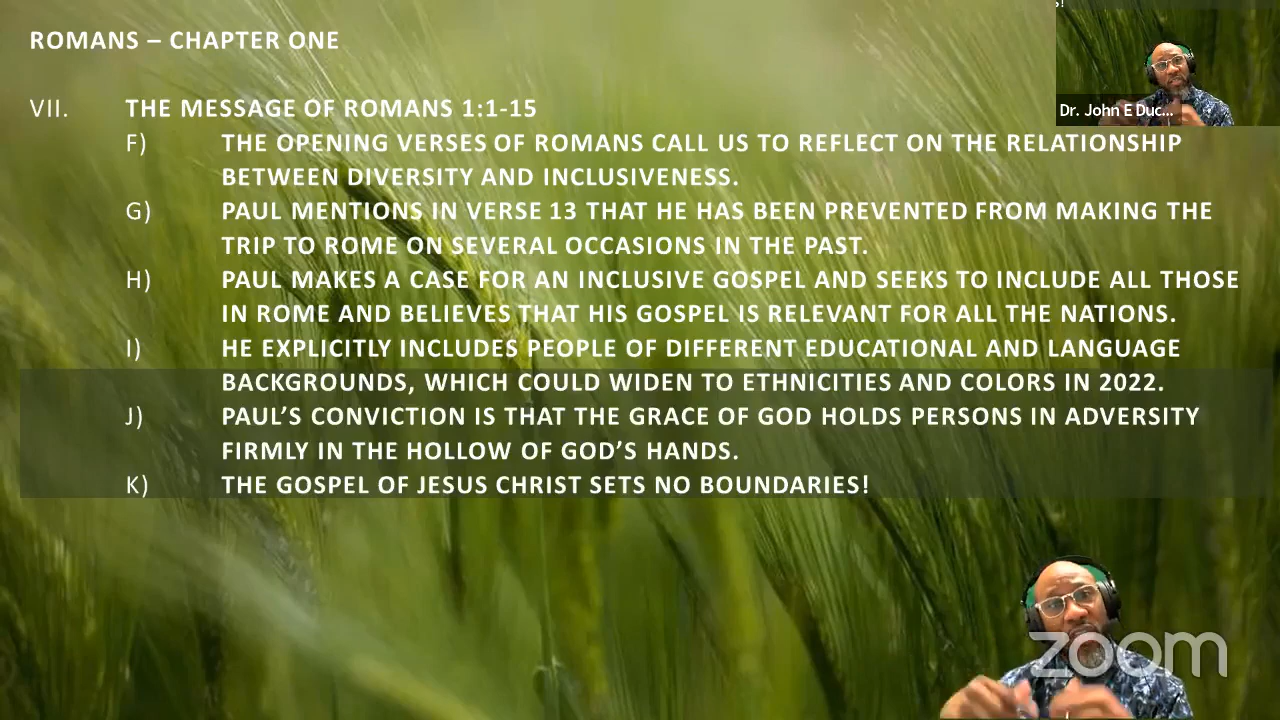 ROMANS – CHAPTER ONE
VII. THE MESSAGE OF ROMANS 1:1-15
F) THE OPENING VERSES OF ROMANS CALL US TO REFLECT ON THE RELATIONSHIP
BETWEEN DIVERSITY AND INCLUSIVENESS.
G) PAUL MENTIONS IN VERSE 13 THAT HE HAS BEEN PREVENTED FROM MAKING THE
TRIP TO ROME ON SEVERAL OCCASIONS IN THE PAST.
H) PAUL MAKES A CASE FOR AN INCLUSIVE GOSPEL AND SEEKS TO INCLUDE ALL THOSE
IN ROME AND BELIEVES THAT HIS GOSPEL IS RELEVANT FOR ALL THE NATIONS.
I) HE EXPLICITLY INCLUDES PEOPLE OF DIFFERENT EDUCATIONAL AND LANGUAGE
BACKGROUNDS, WHICH COULD WIDEN TO ETHNICITIES AND COLORS IN 2022.
J) PAUL’S CONVICTION IS THAT THE GRACE OF GOD HOLDS PERSONS IN ADVERSITY
FIRMLY IN THE HOLLOW OF GOD’S HANDS.
K) THE GOSPEL OF JESUS CHRIST SETS NO BOUNDARIES!
Dr. John E Duc...
zoom